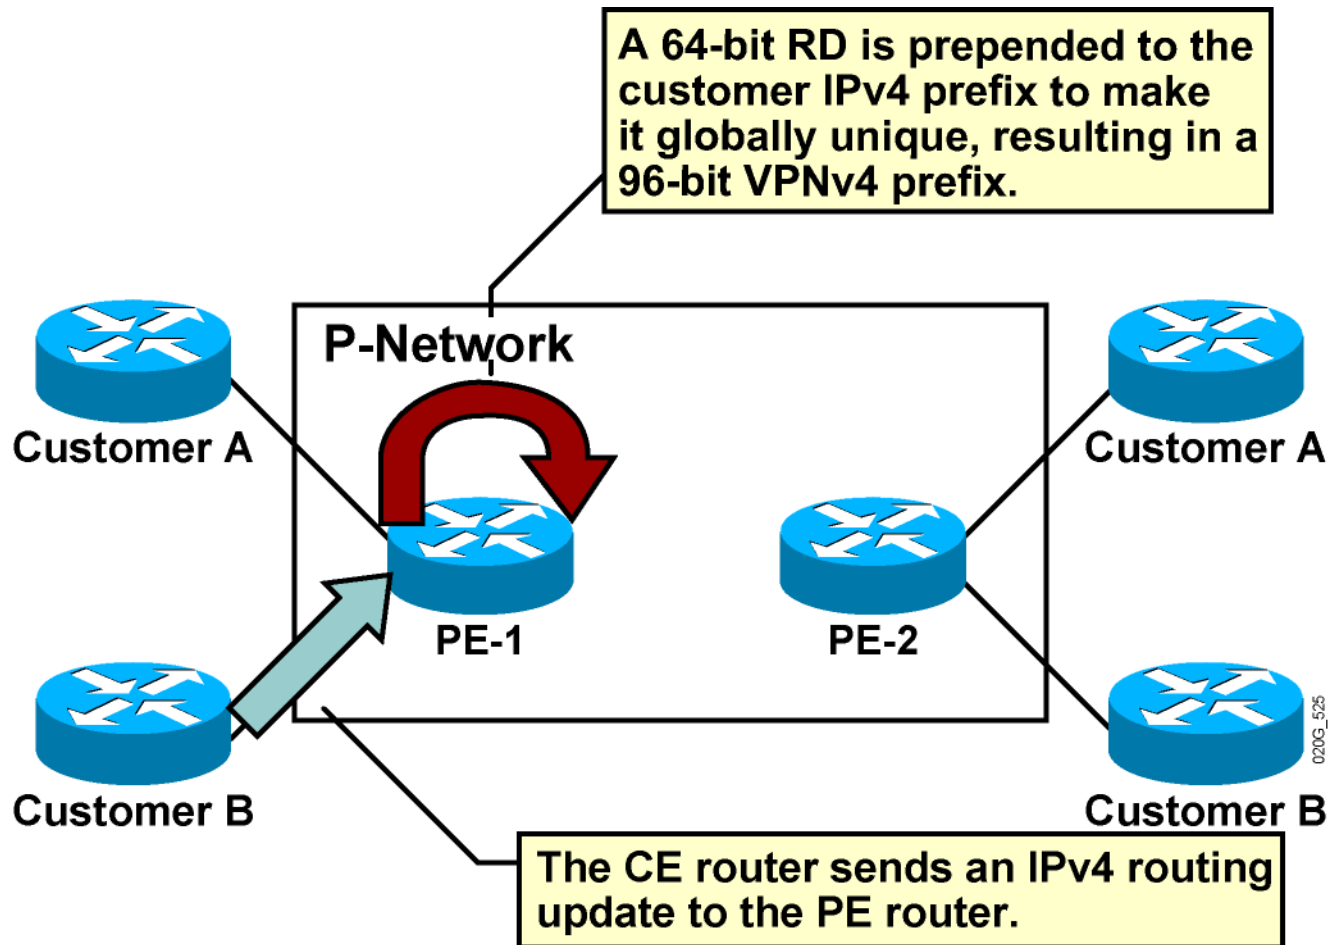 A 64-bit RD is prepended to the
customer IPv4 prefix to make
it globally unique, resulting in a
96-bit VPNv4 prefix.
P-Network
Customer A
Customer A
PE-1
PE-2
Customer B
Customer B
020G_525
The CE router sends an IPv4 routing
update to the PE router.